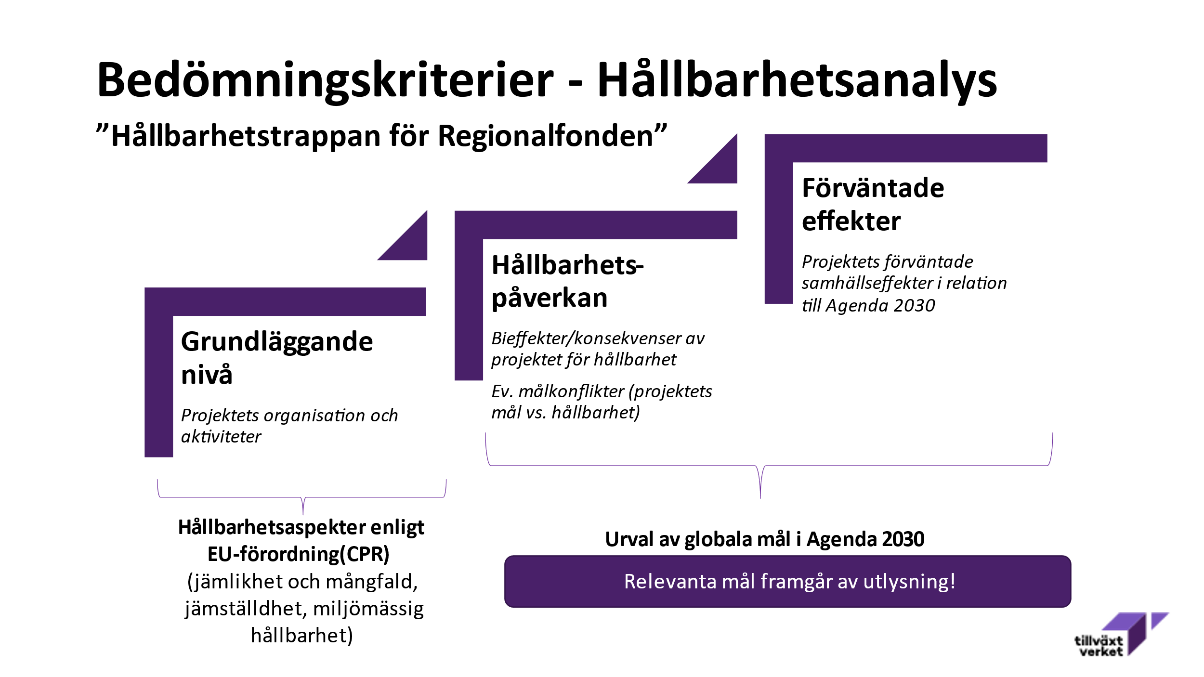 Bedömningskriterier - Hållbarhetsanalys
”Hållbarhetstrappan för Regionalfonden”
Grundläggande
nivå
Projektets organisation och
aktiviteter
Hållbarhets-
påverkan
Bieffekter/konsekvenser av
projektet för hållbarhet
Ev. målkonflikter (projektets
mål vs. hållbarhet)
Förväntade
effekter
Projektets förväntade
samhällseffekter i relation
till Agenda 2030
Hållbarhetsaspekter enligt
EU-förordning(CPR)
(jämlikhet och mångfald,
jämställdhet, miljömässig
hållbarhet)
Urval av globala mål i Agenda 2030
Relevanta mål framgår av utlysning!
tillväxt
verket